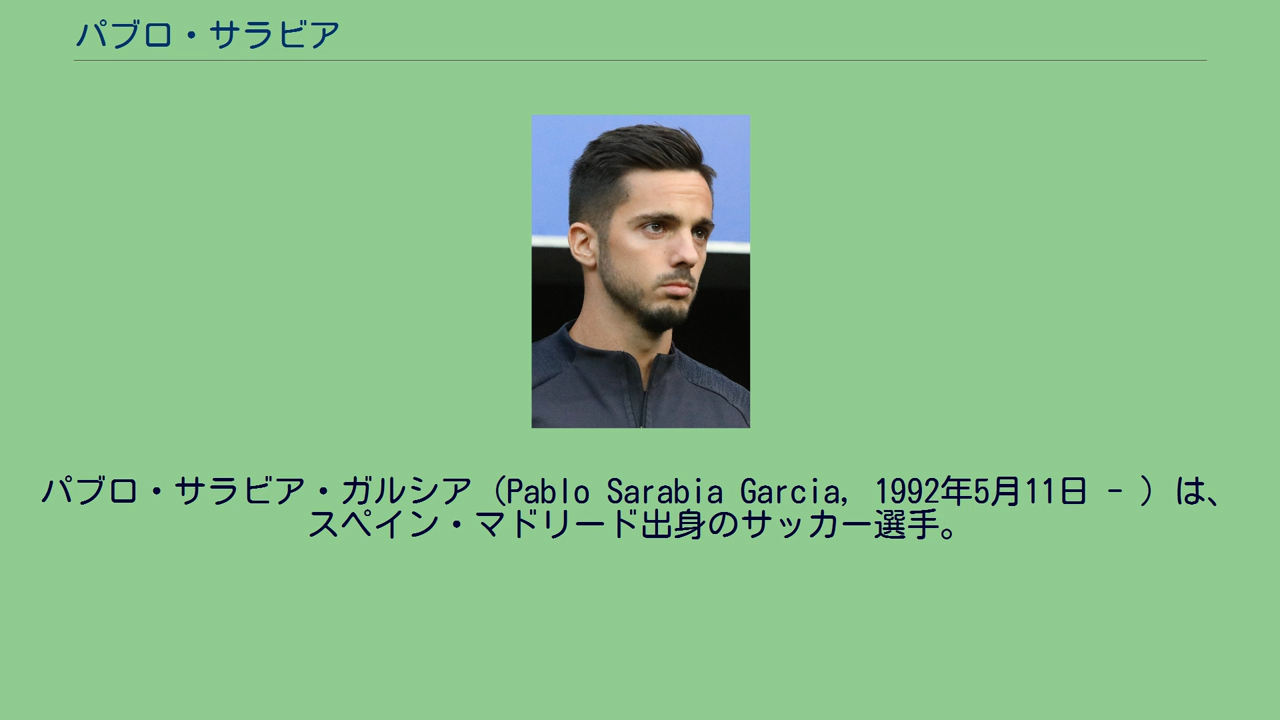 パブロ・サラビア
パブロ・サラビア・ガルシア（Pablo Sarabia Garcia, 1992年5月11日 - ）は、
スペイン・マドリード出身のサッカー選手。